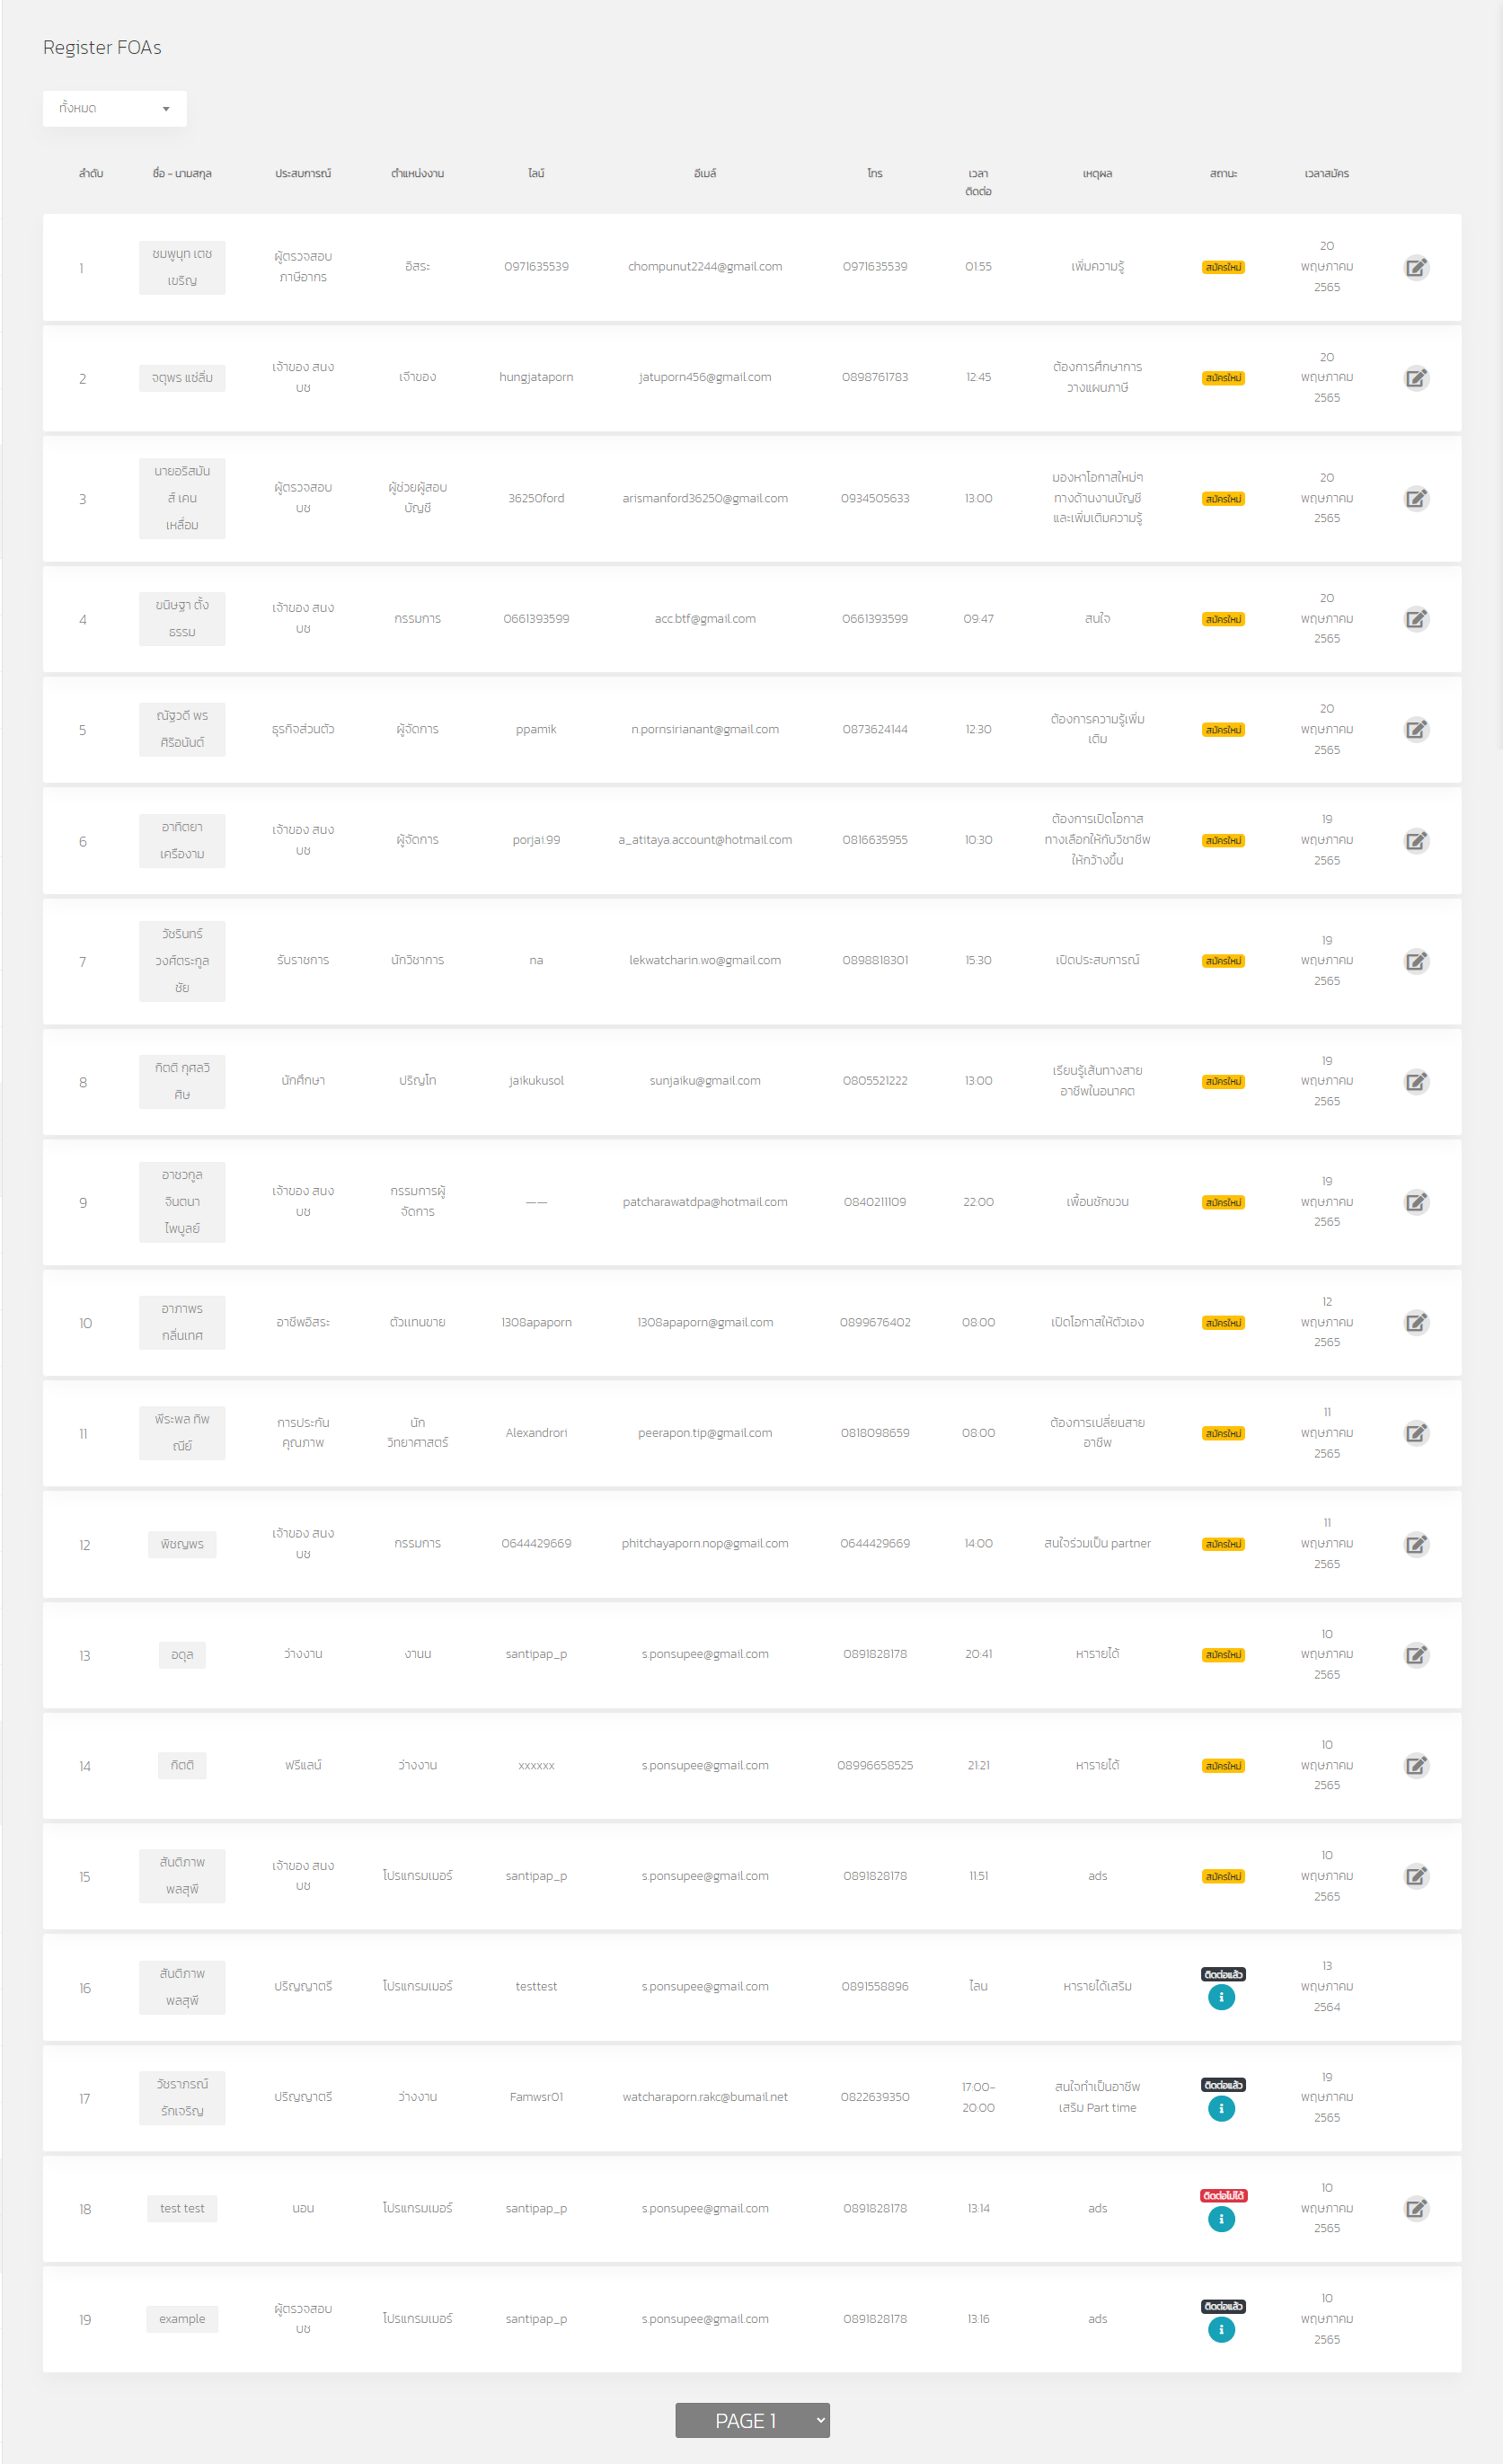 Register FOAs
ทั้งหมด
ลำดับ ชื่อ - นามสกุล ประสบการณ์ ตำแหน่งงาน ไลน์ อีเมล์ โทร เวลา เหตุผล สถานะ เวลาสมัคร
ติดต่อ
1 ชมพูนุท เตชเขริญ ผู้ตรวจสอบภาษีอากร อิสระ 0971635539 chompunut2244@gmail.com 0971635539 01:55 เพิ่มความรู้ สมัครใหม่ 20 พฤษภาคม 2565
2 จตุพร แซ่ลิ่ม เจ้าของ สนง บช เจ้าของ hungjataporn jatuporn456@gmail.com 0898761783 12:45 ต้องการศึกษาการวางแผนภาษี สมัครใหม่ 20 พฤษภาคม 2565
3 นายอริสมันส์ เคนเหลื่อม ผู้ตรวจสอบ บช ผู้ช่วยผู้สอบบัญชี 36250ford arismanford36250@gmail.com 0934505633 13:00 มองหาโอกาสใหม่ๆ ทางด้านงานบัญชี และเพิ่มเติมความรู้ สมัครใหม่ 20 พฤษภาคม 2565
4 ขนิษฐา ตั้งธรรม เจ้าของ สนง บช กรรมการ 0661393599 acc.btf@gmail.com 0661393599 09:47 สนใจ สมัครใหม่ 20 พฤษภาคม 2565
5 ณัฐวดี พรศิริอนันต์ ธุรกิจส่วนตัว ผู้จัดการ ppamik n.pornsirianant@gmail.com 0873624144 12:30 ต้องการความรู้เพิ่มเติม สมัครใหม่ 20 พฤษภาคม 2565
6 อาทิตยา เครืองาม เจ้าของ สนง บช ผู้จัดการ porjai.99 a_atitaya.account@hotmail.com 0816635955 10:30 ต้องการเปิดโอกาสทางเลือกให้กับวิชาชีพให้กว้างขึ้น สมัครใหม่ 19 พฤษภาคม 2565
7 วัชรินทร์ วงศ์ตระกูลชัย รับราชการ นักวิชาการ na lekwatcharin.wo@gmail.com 0898818301 15:30 เปิดประสบการณ์ สมัครใหม่ 19 พฤษภาคม 2565
8 กิตติ กุศลวิศิษ นักศึกษา ปริญโท jaikukusol sunjaiku@gmail.com 0805521222 13:00 เรียนรู้เส้นทางสายอาชีพในอนาคต สมัครใหม่ 19 พฤษภาคม 2565
9 อาชวกูล จินตนาไพบูลย์ เจ้าของ สนง บช กรรมการผู้จัดการ —— patcharawatdpa@hotmail.com 0840211109 22:00 เพื่อนชักขวน สมัครใหม่ 19 พฤษภาคม 2565
10 อาภาพร กลิ่นเทศ อาชีพอิสระ ตัวแทนขาย 1308apaporn 1308apaporn@gmail.com 0899676402 08:00 เปิดโอกาสให้ตัวเอง สมัครใหม่ 12 พฤษภาคม 2565
11 พีระพล ทิพณีย์ การประกันคุณภาพ นักวิทยาศาสตร์ Alexandrori peerapon.tip@gmail.com 0818098659 08:00 ต้องการเปลี่ยนสายอาชีพ สมัครใหม่ 11 พฤษภาคม 2565
12 พิชญพร เจ้าของ สนง บช กรรมการ 0644429669 phitchayaporn.nop@gmail.com 0644429669 14:00 สนใจร่วมเป็น partner สมัครใหม่ 11 พฤษภาคม 2565
13 อดุล ว่างงาน งานน santipap_p s.ponsupee@gmail.com 0891828178 20:41 หารายได้ สมัครใหม่ 10 พฤษภาคม 2565
14 กิตติ ฟรีแลน์ ว่างงาน xxxxxx s.ponsupee@gmail.com 08996658525 21:21 หารายได้ สมัครใหม่ 10 พฤษภาคม 2565
15 สันติภาพ พลสุพี เจ้าของ สนง บช โปรแกรมเมอร์ santipap_p s.ponsupee@gmail.com 0891828178 11:51 ads สมัครใหม่ 10 พฤษภาคม 2565
16 สันติภาพ พลสุพี ปริญญาตรี โปรแกรมเมอร์ testtest s.ponsupee@gmail.com 0891558896 ไลน หารายได้เสริม ติดต่อแล้ว 13 พฤษภาคม 2564
17 วัชราภรณ์ รักเจริญ ปริญญาตรี ว่างงาน Famwsr01 watcharaporn.rakc@bumail.net 0822639350 17:00-20:00 สนใจทำเป็นอาชีพเสริม Part time ติดต่อแล้ว 19 พฤษภาคม 2565
18 test test นอน โปรแกรมเมอร์ santipap_p s.ponsupee@gmail.com 0891828178 13:14 ads ติดต่อไม่ได้ 10 พฤษภาคม 2565
19 example ผู้ตรวจสอบ บช โปรแกรมเมอร์ santipap_p s.ponsupee@gmail.com 0891828178 13:16 ads ติดต่อแล้ว 10 พฤษภาคม 2565
PAGE 1